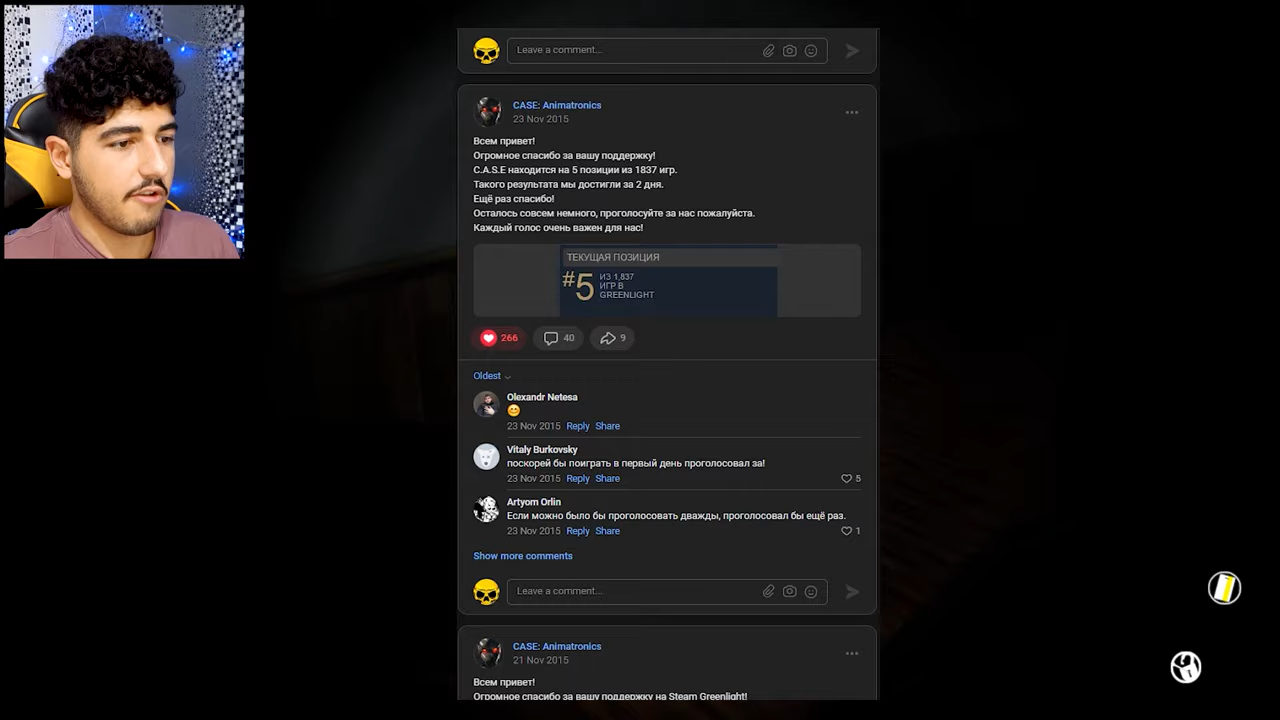 Leave a comment...
CASE: Animatronics
23 Nov 2015
Всем привет!
Огромное спасибо за вашу поддержку!
C.A.S.E находится на 5 позиции из 1837 игр.
Такого результата мы достигли за 2 дня.
Ещё раз спасибо!
Осталось совсем немного, проголосуйте за нас пожалуйста.
Каждый голос очень важен для нас!
ТЕКУЩАЯ ПОЗИЦИЯ
#5
ИЗ 1,837
ИГР В
GREENLIGHT
266 40 9
Oldest
Olexandr Netesa
23 Nov 2015 Reply Share
Vitaly Burkovsky
поскорей бы поиграть в первый день проголосовал за!
23 Nov 2015 Reply Share 5
Artyom Orlin
Если можно было бы проголосовать дважды, проголосовал бы ещё раз.
23 Nov 2015 Reply Share 1
Show more comments
Leave a comment...
CASE: Animatronics
21 Nov 2015
Всем привет!
Огромное спасибо за вашу поддержку на Steam Greenlight!